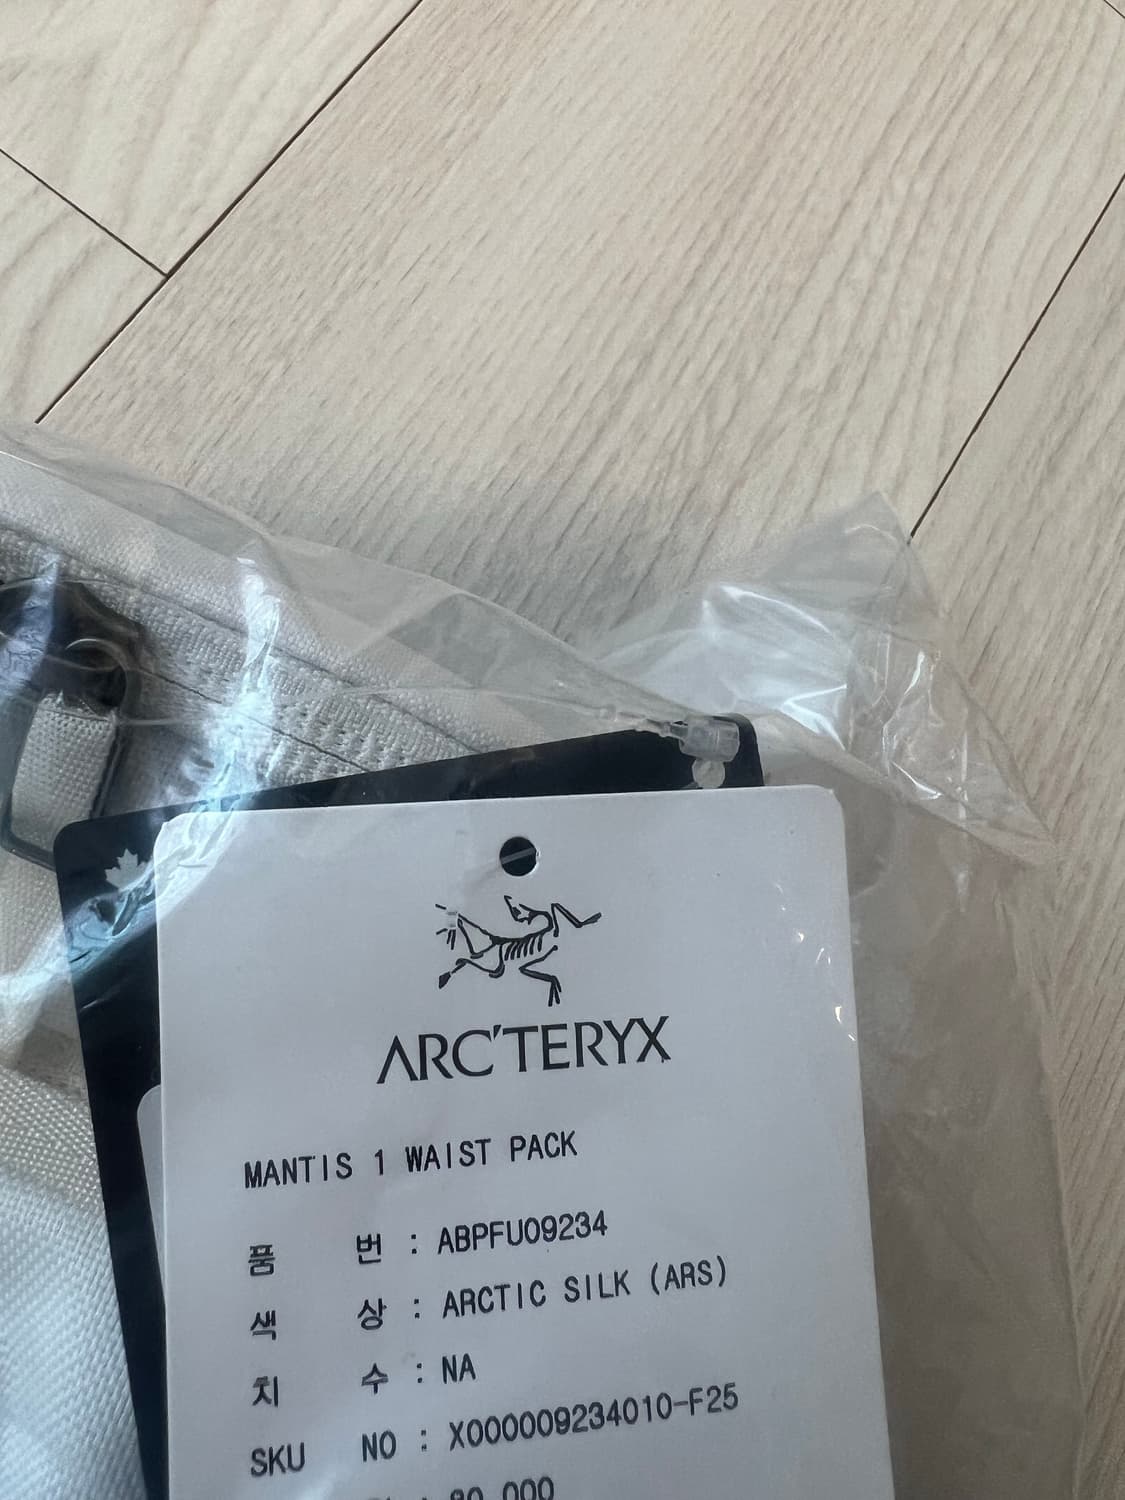 ARC'TERYX
MANTIS 1 WAIST PACK
품 번 : ABPFU09234
색 상 : ARCTIC SILK (ARS)
치 수 : NA
SKU NO : X000009234010-F25